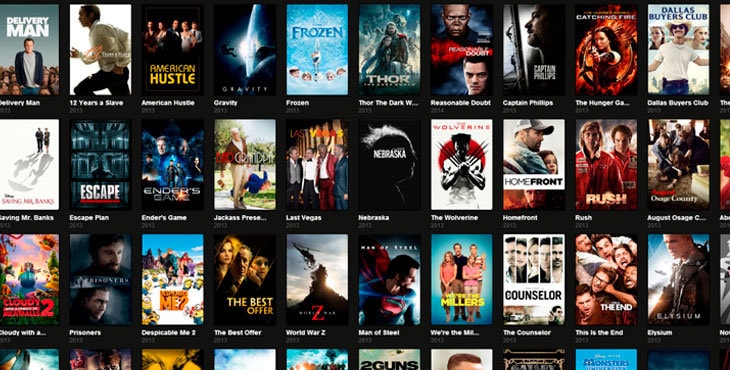 DELIVERY
MAN
AMERICAN
HUSTLE
GRAVITY
FROZEN
THOR
REASONABLE
DOUBT
CAPTAIN
PHILLIPS
CATCHING FIRE
DALLAS
BUYERS CLUB
Delivery Man
12 Years a Slave
American Hustle
Gravity
Frozen
Thor The Dark W...
Reasonable Doubt
Captain Phillips
The Hunger Ga...
Dallas Buyers Club
The
2013
2013
2013
2013
2013
2013
2014
2013
2013
2013
SAVING MR. BANKS
ESCAPE
ENDER'S
GAME
GRANDPA
LAST VEGAS
NEBRASKA
THE
WOLVERINE
HOMEFRONT
RUSH
Osage County
Saving Mr. Banks
Escape Plan
Ender's Game
Jackass Prese...
Last Vegas
Nebraska
The Wolverine
Homefront
Rush
August Osage C...
2013
2013
2013
2013
2013
2013
2013
2013
2013
2013
CLOUDY
2
PRISONERS
DESPICABLE
ME 2
THE BEST
OFFER
WORLD WAR
Z
MAN OF STEEL
WE'RE THE
MILLERS
THE
COUNSELOR
THIS IS
THE END
ELYSIUM
Cloudy with a...
Prisoners
Despicable Me 2
The Best Offer
World War Z
Man of Steel
We're the Mil...
The Counselor
This Is the End
Elysium
2013
2013
2013
2013
2013
2013
2013
2013
2013
2013
2GUNS
GATSBY
MONSTERS